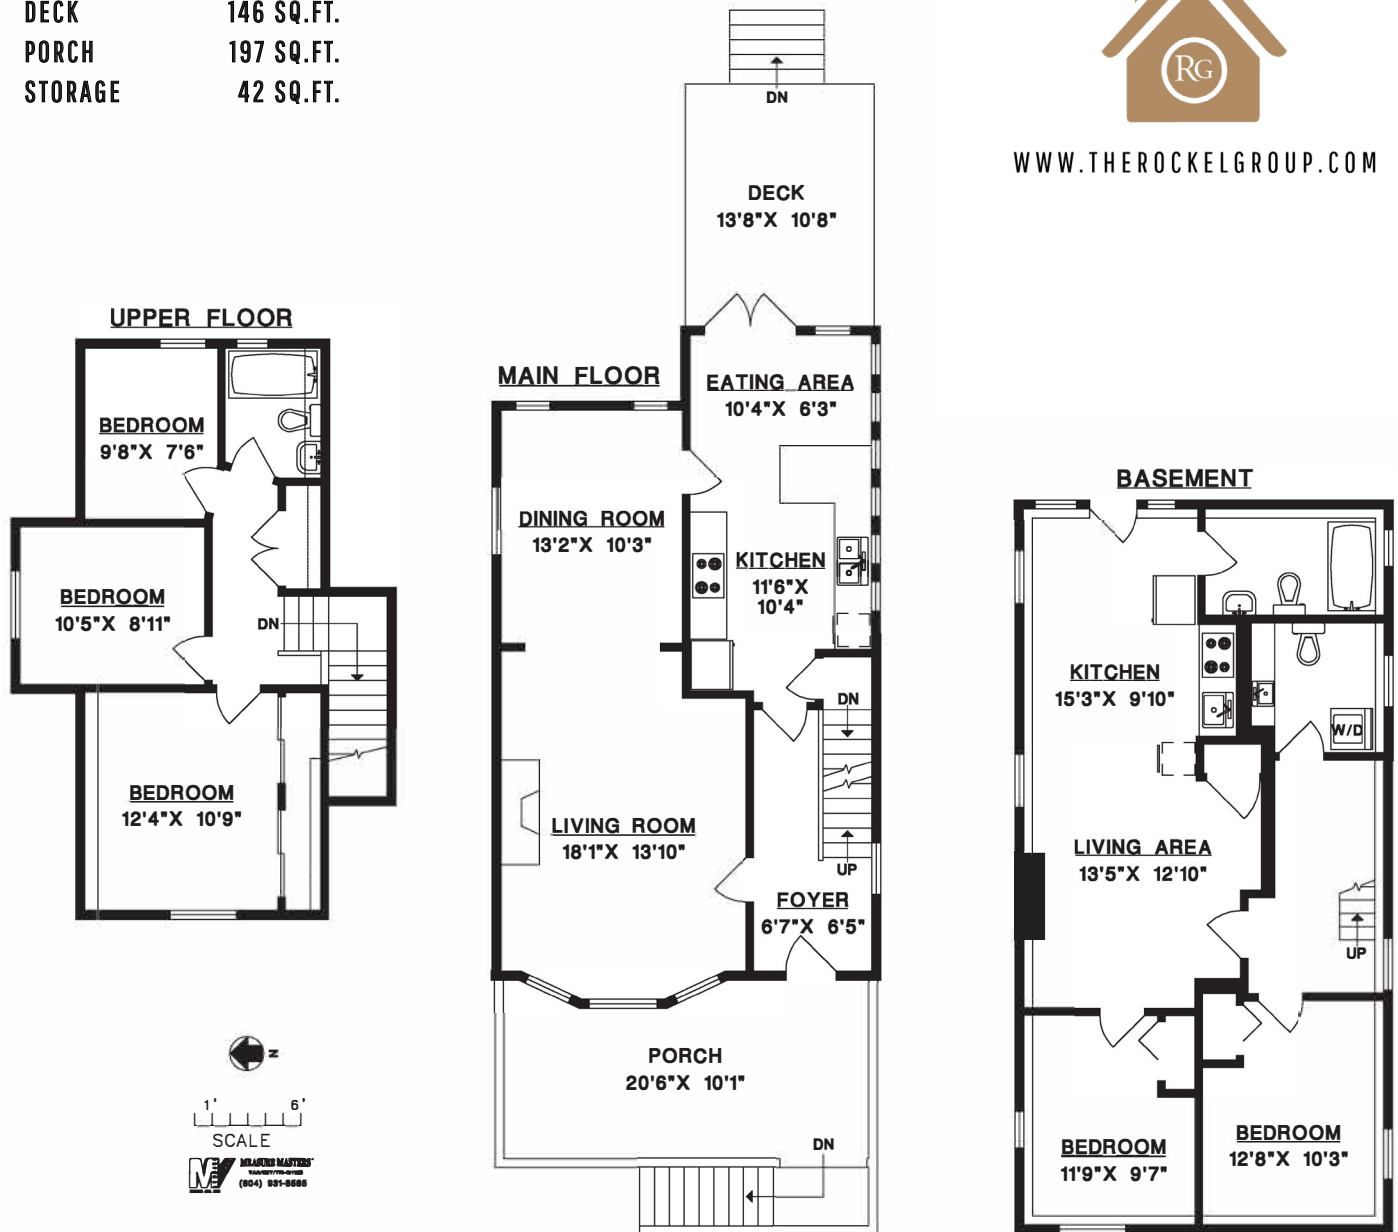 DECK 146 SQ.FT.
PORCH 197 SQ.FT.
STORAGE 42 SQ.FT.
RG
WWW.THEROCKELGROUP.COM
DN
DECK
13'8"X 10'8"
UPPER FLOOR
BEDROOM
9'8"X 7'6"
BEDROOM
10'5"X 8'11"
DN
BEDROOM
12'4"X 10'9"
MAIN FLOOR
EATING AREA
10'4"X 6'3"
DINING ROOM
13'2"X 10'3"
KITCHEN
11'6"X
10'4"
DN
LIVING ROOM
18'1"X 13'10"
UP
FOYER
6'7"X 6'5"
PORCH
20'6"X 10'1"
DN
BASEMENT
KITCHEN
15'3"X 9'10"
W/D
LIVING AREA
13'5"X 12'10"
UP
BEDROOM
11'9"X 9'7"
BEDROOM
12'8"X 10'3"
N
1' 6'
SCALE
M
MEASURE MASTERS
(604) 931-8585